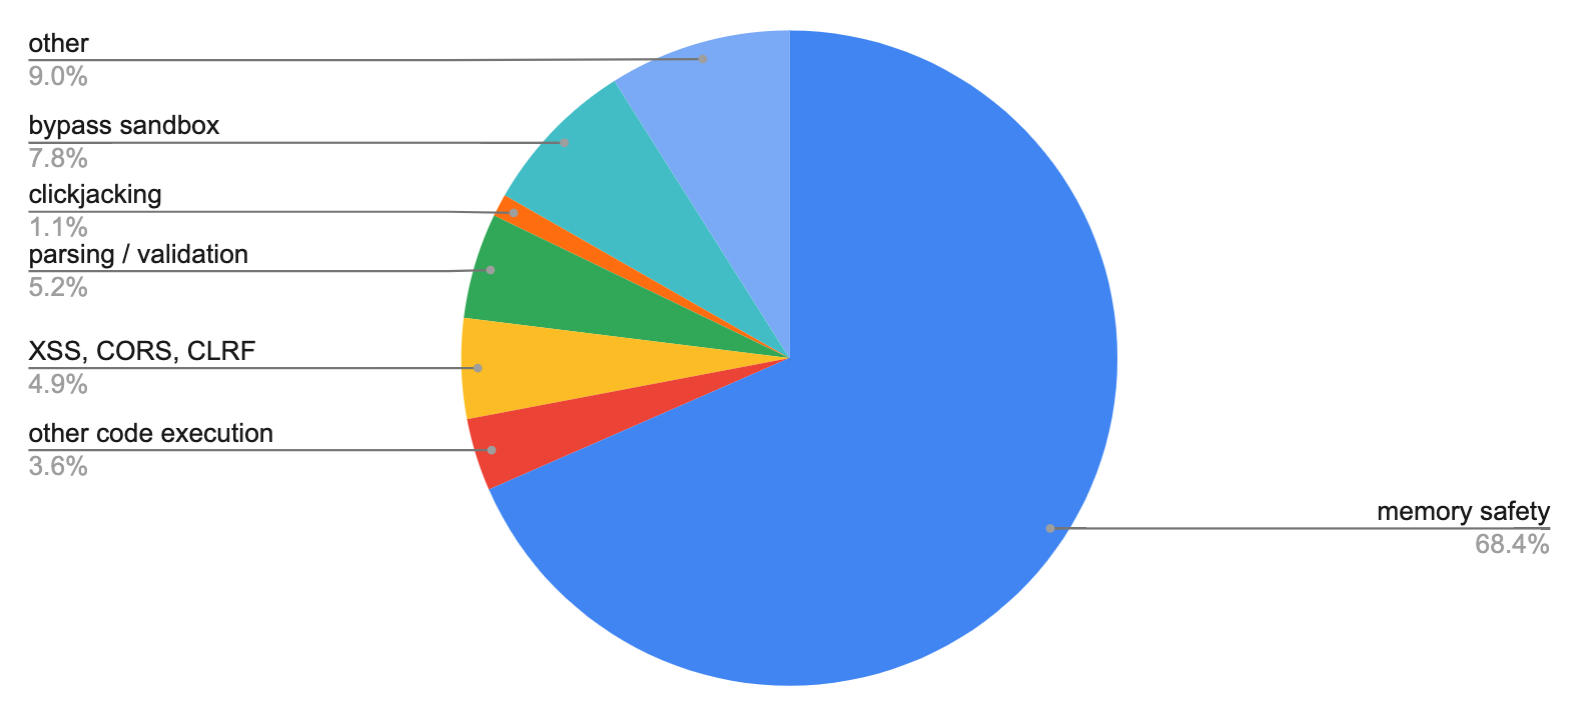 other
9.0%
bypass sandbox
7.8%
clickjacking
1.1%
parsing / validation
5.2%
XSS, CORS, CLRF
4.9%
other code execution
3.6%
memory safety
68.4%